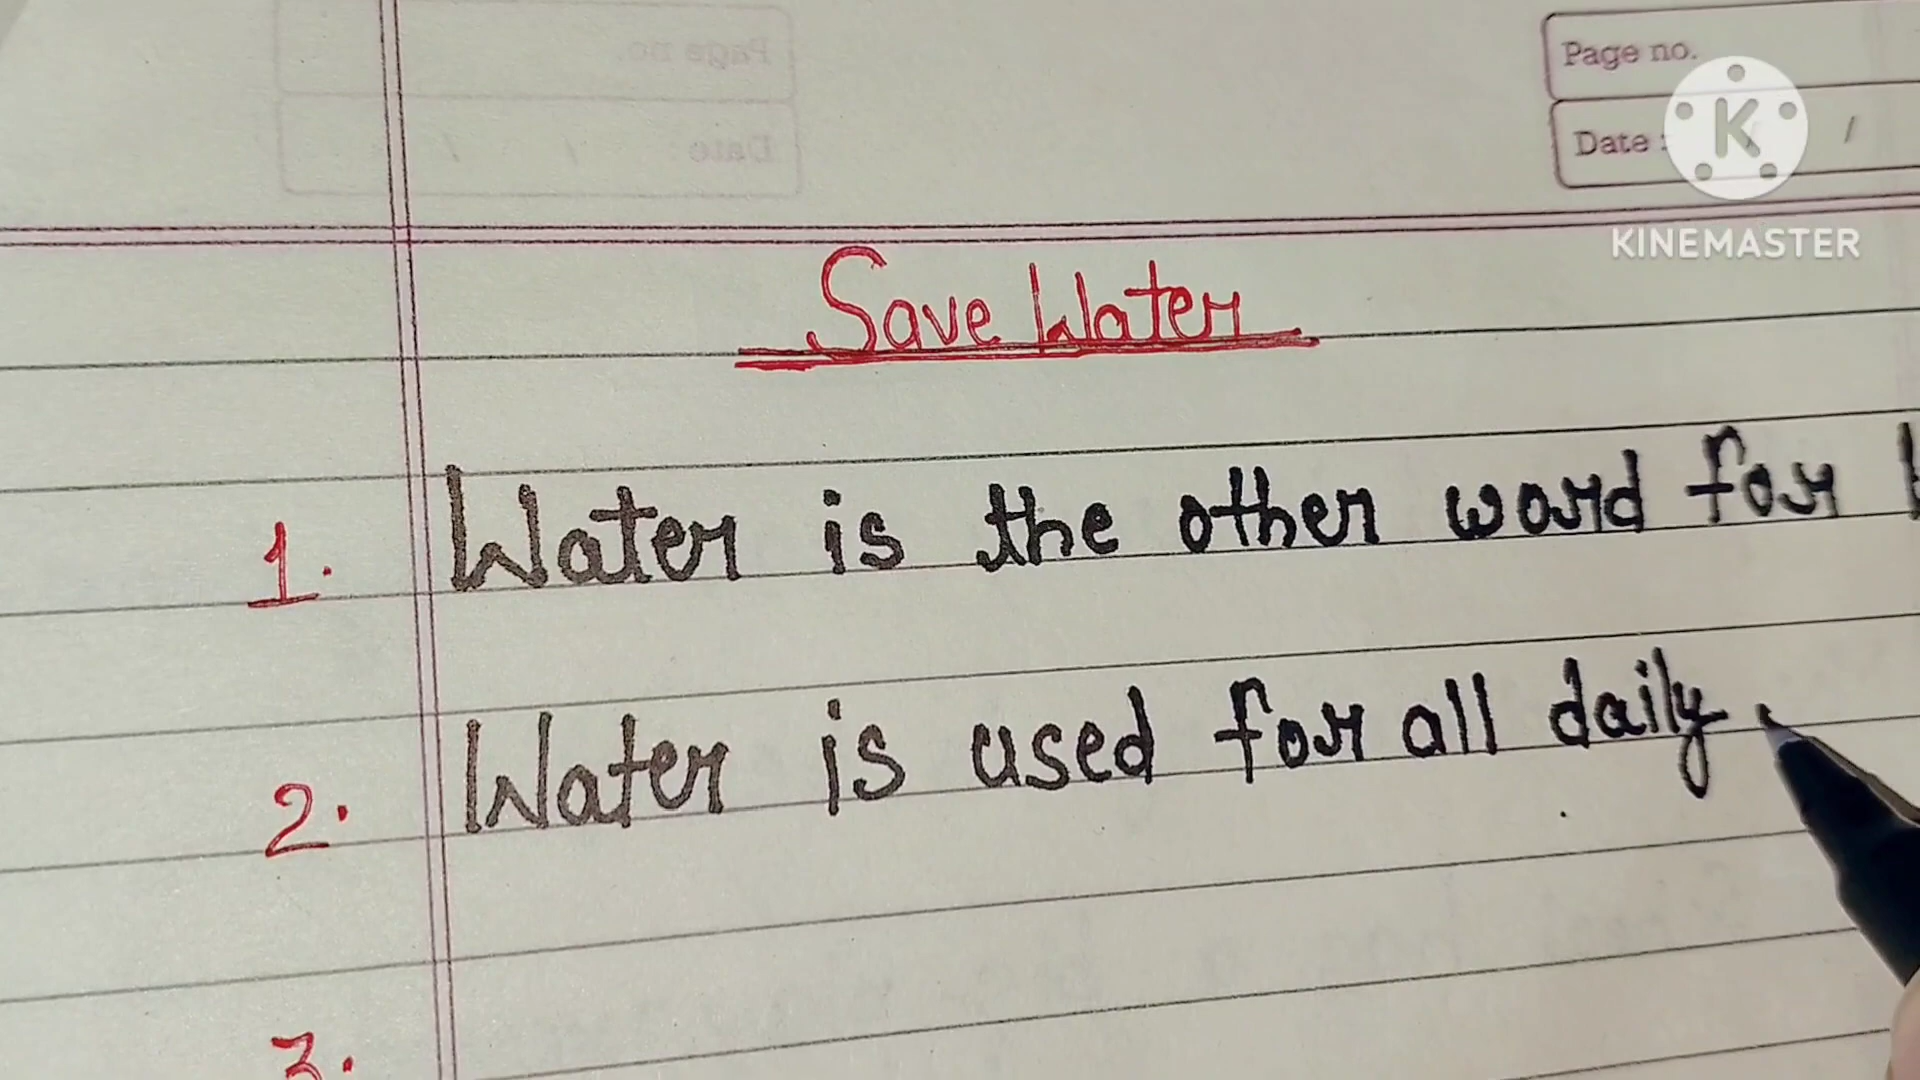 Page no.
Date : /
KINEMASTER
Save Water
1. Water is the other word for
2. Water is used for all daily
3.